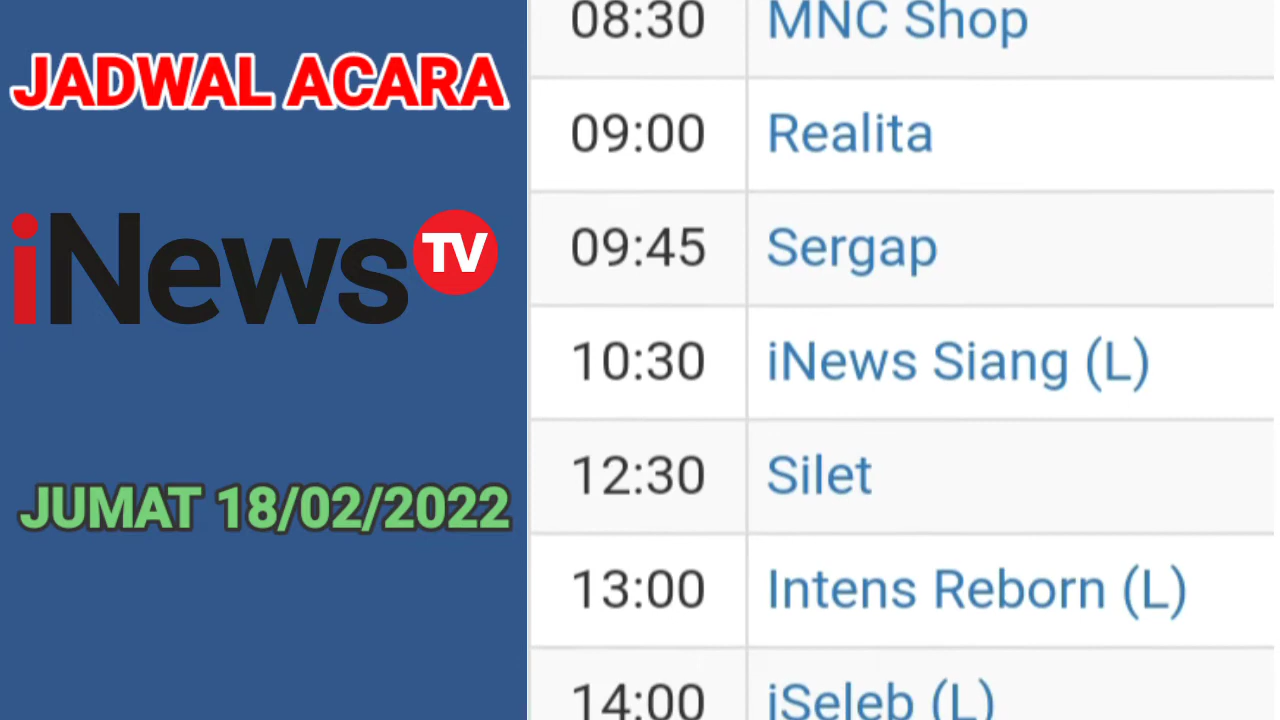 JADWAL ACARA
iNews TV
JUMAT 18/02/2022
08:30 MNC Shop
09:00 Realita
09:45 Sergap
10:30 iNews Siang (L)
12:30 Silet
13:00 Intens Reborn (L)
14:00 iSeleb (L)